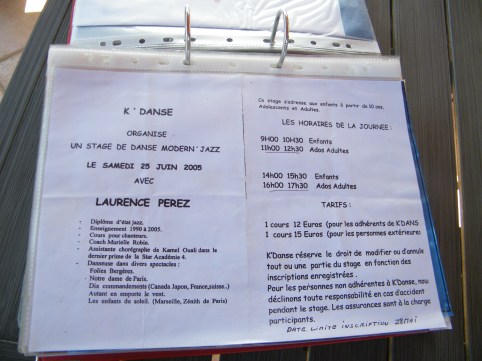 K'DANSE
ORGANISE
UN STAGE DE DANSE MODERN'JAZZ
LE SAMEDI 25 JUIN 2005
AVEC
LAURENCE PEREZ
- Diplôme d'état jazz.
- Enseignement 1990 à 2005.
- Cours pour chanteurs.
- Coach Murielle Robin.
- Assistante chorégraphe de Kamel Ouali dans le
dernier prime de la Star Académie 4.
- Danseuse dans divers spectacles :
Folies Bergères.
- Notre dame de Paris.
Dix commandements (Canada Japon, France, suisse..)
Autant en emporte le vent.
- Les enfants du soleil. (Marseille, Zénith de Paris)
Ce stage s'adresse aux enfants à partir de 10 ans,
Adolescents et Adultes.
LES HORAIRES DE LA JOURNEE :
9H00 10H30 Enfants
11h00 12h30 Ados Adultes
14h00 15h30 Enfants
16h00 17h30 Ados Adultes
TARIFS :
1 cours 12 Euros (pour les adhérents de K'DANS
1 cours 15 Euros (pour les personnes extérieure
K'Danse réserve le droit de modifier ou d'annule
tout ou une partie du stage en fonction des
inscriptions enregistrées .
Pour les personnes non adhérentes à K'Danse, nou
déclinons toute responsabilité en cas d'accident
pendant le stage. Les assurances sont à la charge
participants.
DATE LIMITE INSCRIPTION 28 MAI